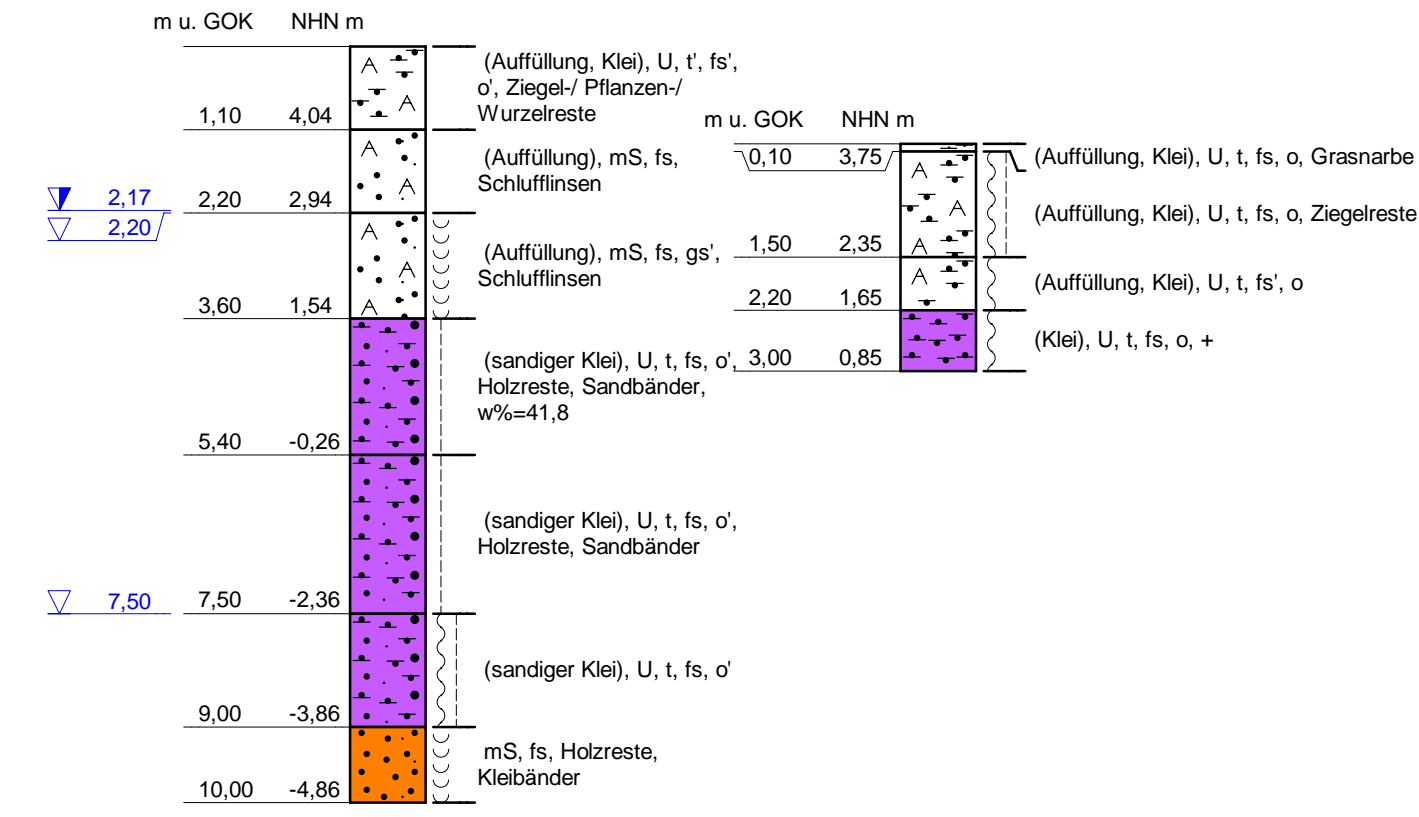 m u. GOK NHN m
(Auffüllung, Klei), U, t', fs',
o', Ziegel-/ Pflanzen-/
Wurzelreste
1,10 4,04
(Auffüllung), mS, fs,
Schlufflinsen
2,17
2,20 2,94
2,20
(Auffüllung), mS, fs, gs',
Schlufflinsen
3,60 1,54
(sandiger Klei), U, t, fs, o',
Holzreste, Sandbänder,
w%=41,8
5,40 -0,26
(sandiger Klei), U, t, fs, o',
Holzreste, Sandbänder
7,50
7,50 -2,36
(sandiger Klei), U, t, fs, o'
9,00 -3,86
mS, fs, Holzreste,
Kleibänder
10,00 -4,86
m u. GOK NHN m
0,10 3,75
(Auffüllung, Klei), U, t, fs, o, Grasnarbe
(Auffüllung, Klei), U, t, fs, o, Ziegelreste
1,50 2,35
(Auffüllung, Klei), U, t, fs', o
2,20 1,65
(Klei), U, t, fs, o, +
3,00 0,85